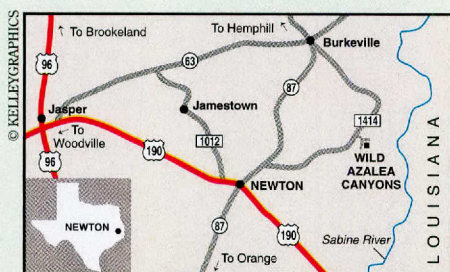 To Brookeland
To Hemphill
Burkeville
96
63
87
© KELLEYGRAPHICS
Jasper
Jamestown
1414
To
Woodville
1012
WILD
AZALEA
CANYONS
LOUISIANA
96
190
NEWTON
NEWTON
87
190
Sabine River
To Orange